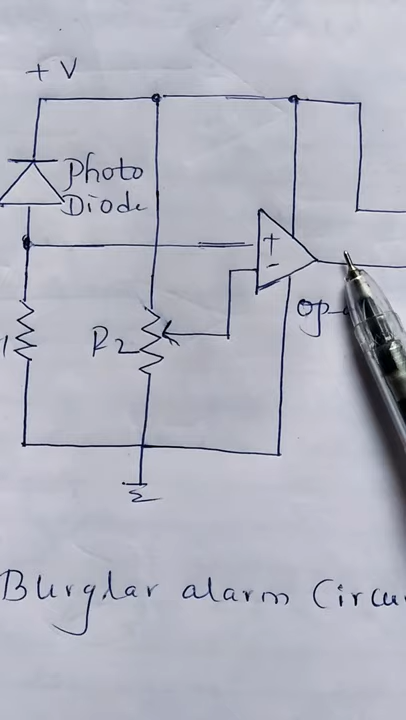 +V
Photo
Diode
+
-
R2
op
Burglar alarm Circu